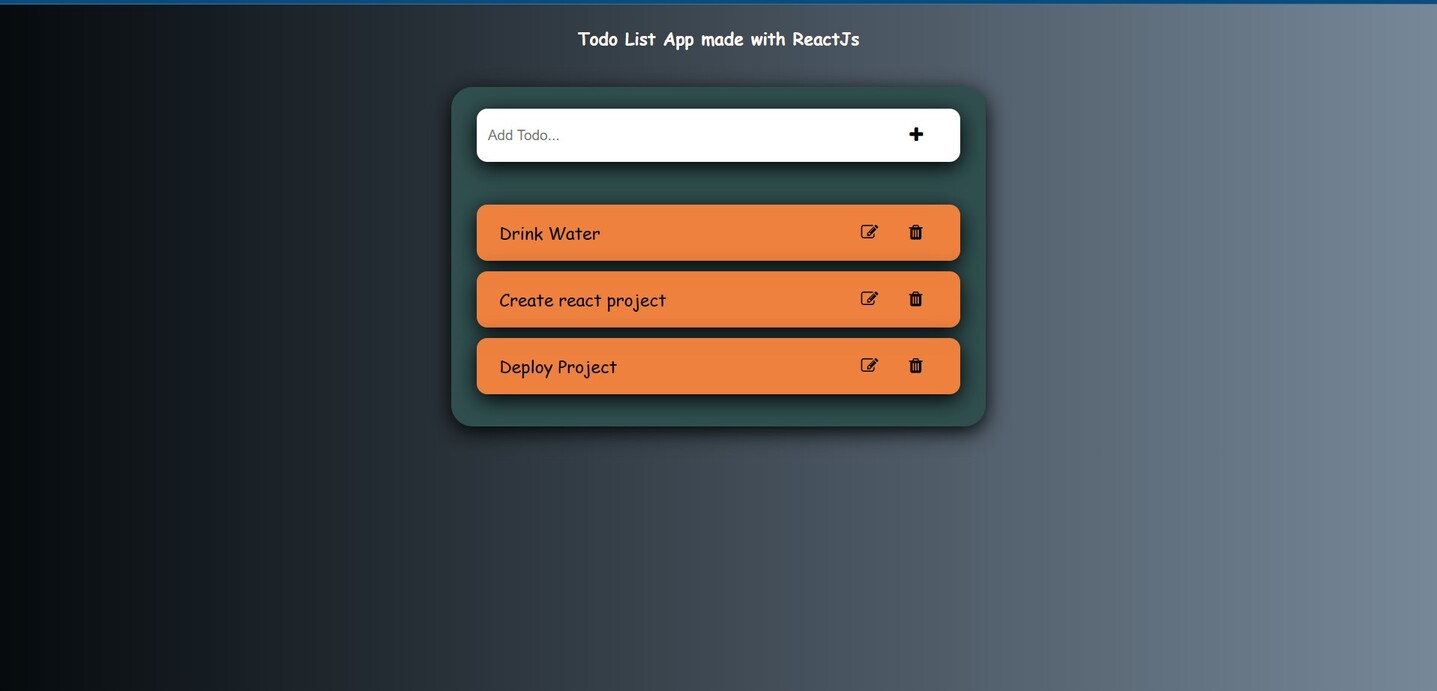 Todo List App made with ReactJs
Add Todo...
Drink Water
Create react project
Deploy Project